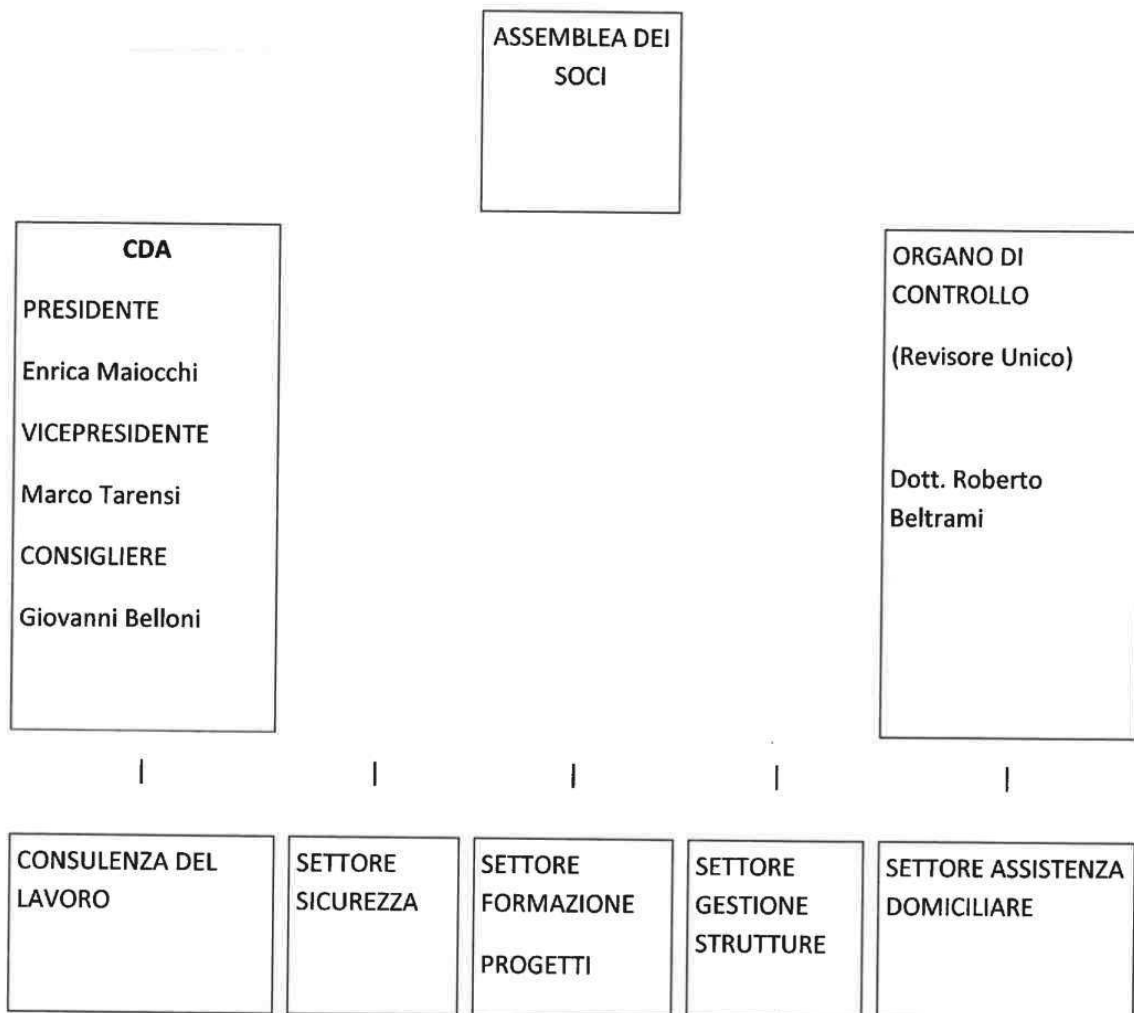 ASSEMBLEA DEI
SOCI
CDA
PRESIDENTE
Enrica Maiocchi
VICEPRESIDENTE
Marco Tarensi
CONSIGLIERE
Giovanni Belloni
ORGANO DI
CONTROLLO
(Revisore Unico)
Dott. Roberto
Beltrami
CONSULENZA DEL
LAVORO
SETTORE
SICUREZZA
SETTORE
FORMAZIONE
PROGETTI
SETTORE
GESTIONE
STRUTTURE
SETTORE ASSISTENZA
DOMICILIARE